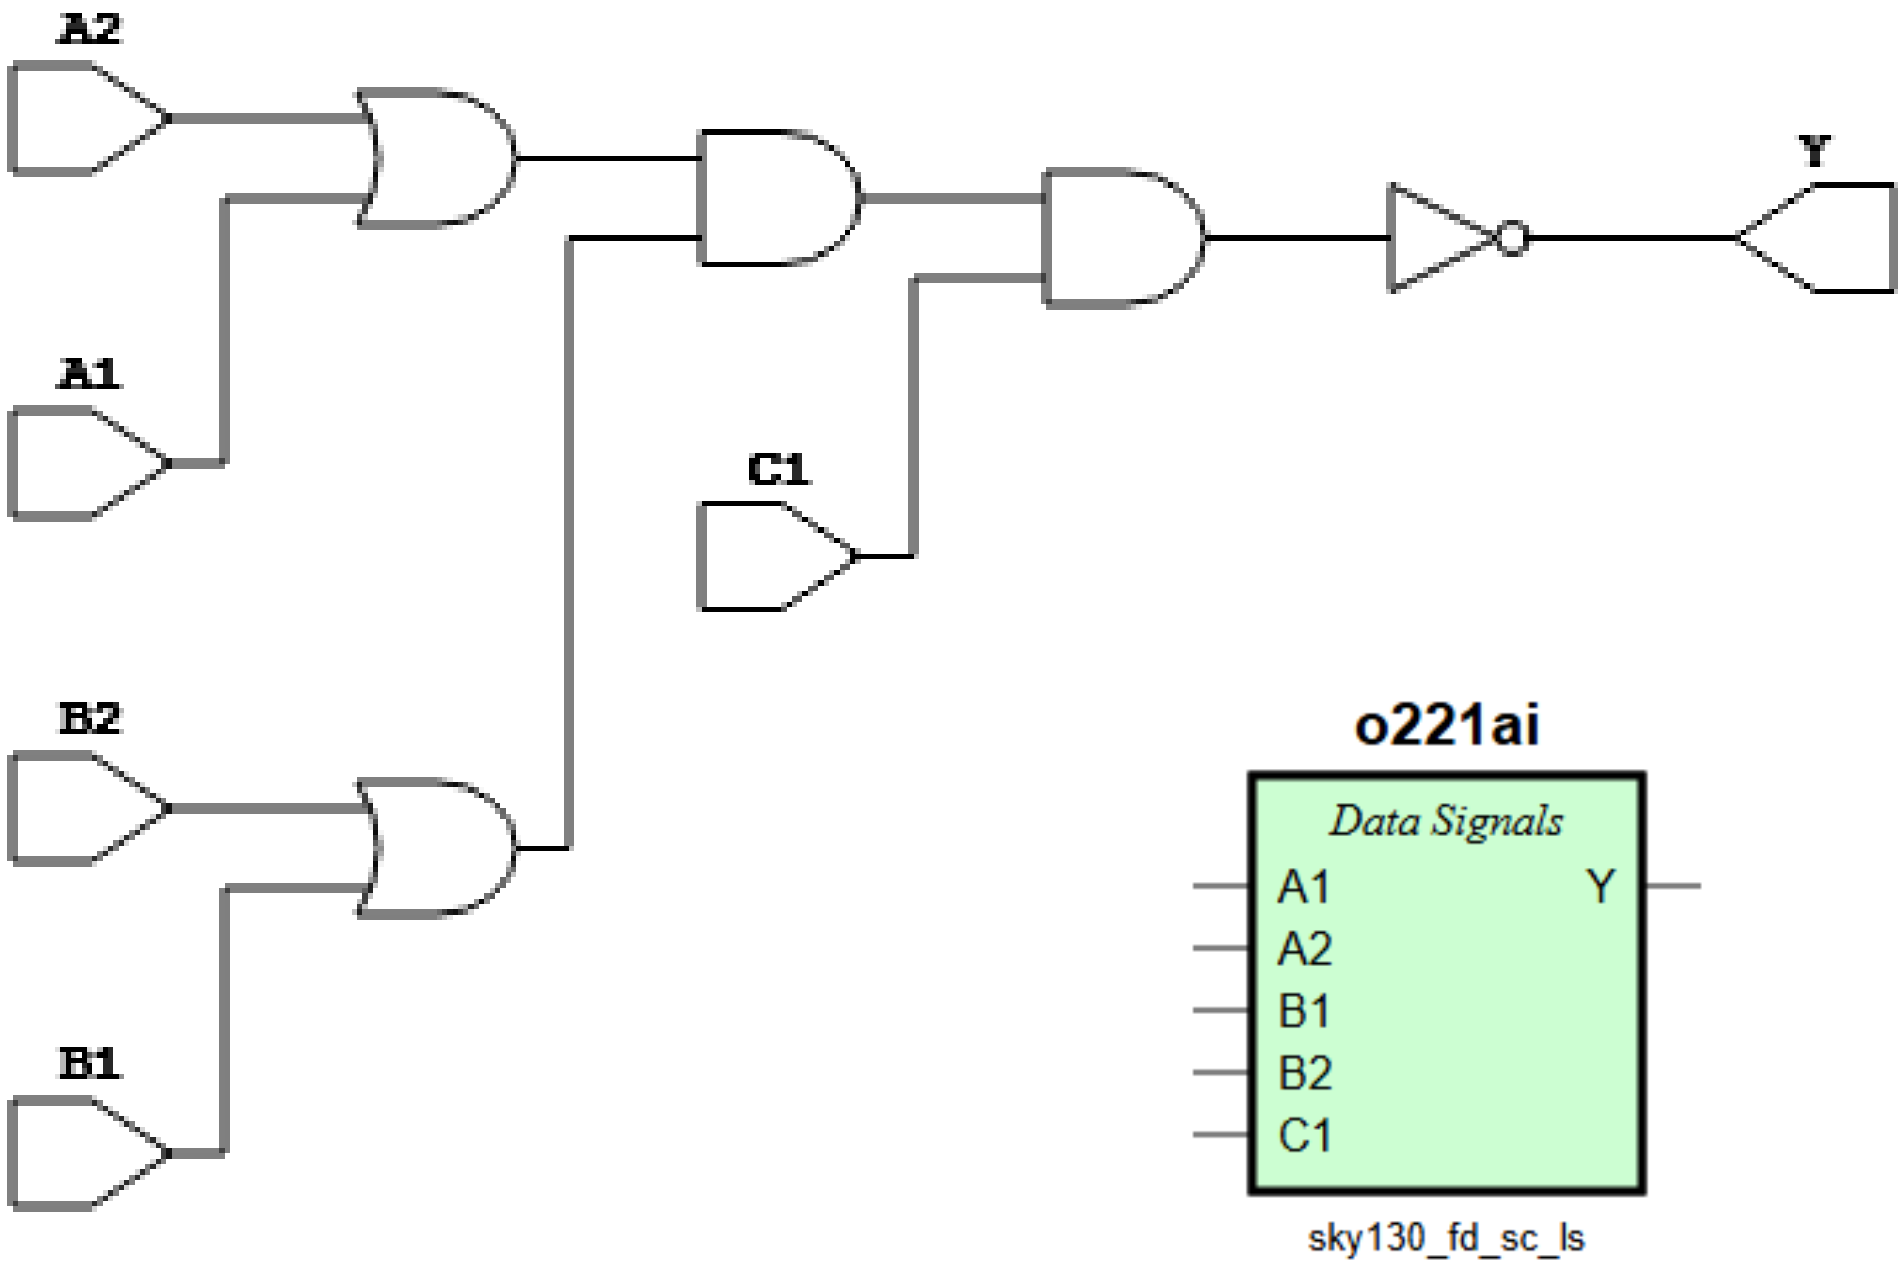 A2
Y
A1
C1
B2
o221ai
Data Signals
A1 Y
A2
B1
B2
C1
B1
sky130_fd_sc_ls